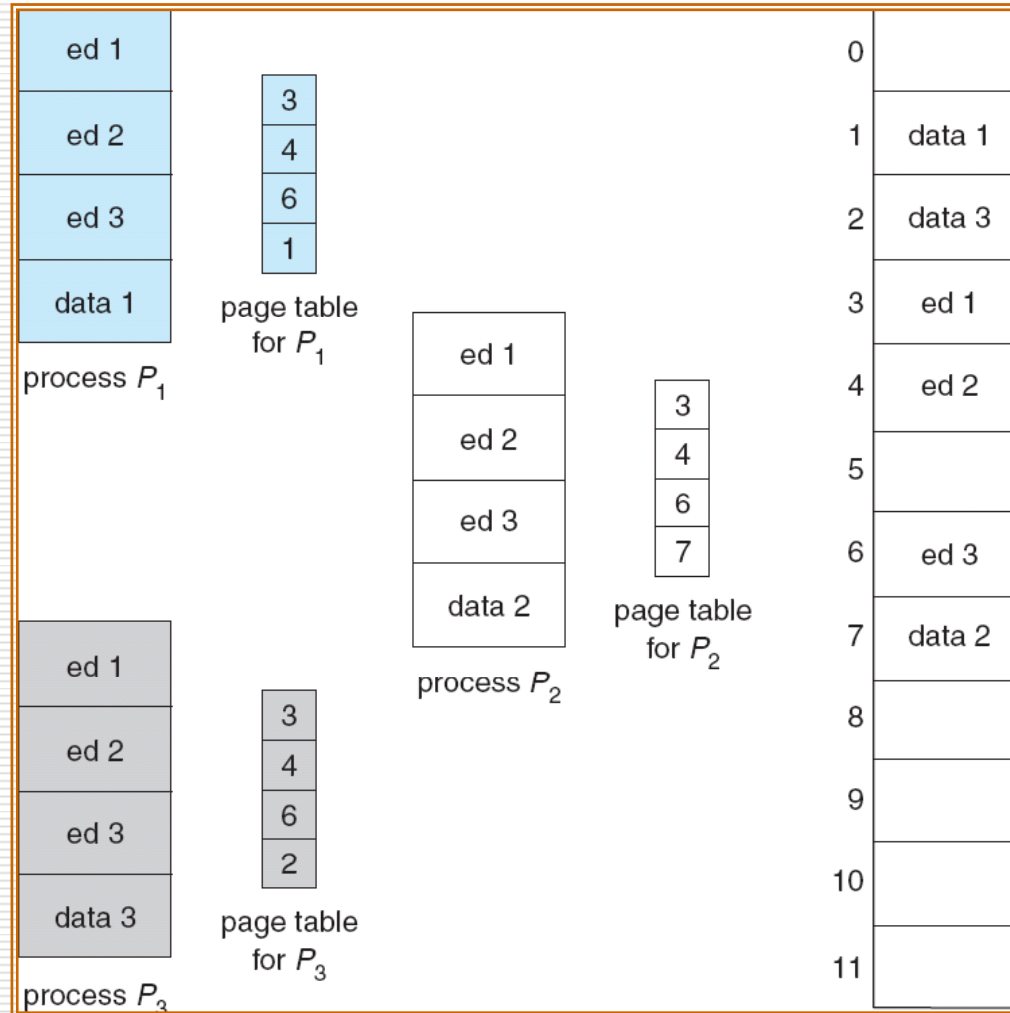 ed 1
ed 2
ed 3
data 1
process P1
3
4
6
1
page table
for P1
ed 1
ed 2
ed 3
data 2
process P2
3
4
6
7
page table
for P2
ed 1
ed 2
ed 3
data 3
process P3
3
4
6
2
page table
for P3
0
1 data 1
2 data 3
3 ed 1
4 ed 2
5
6 ed 3
7 data 2
8
9
10
11